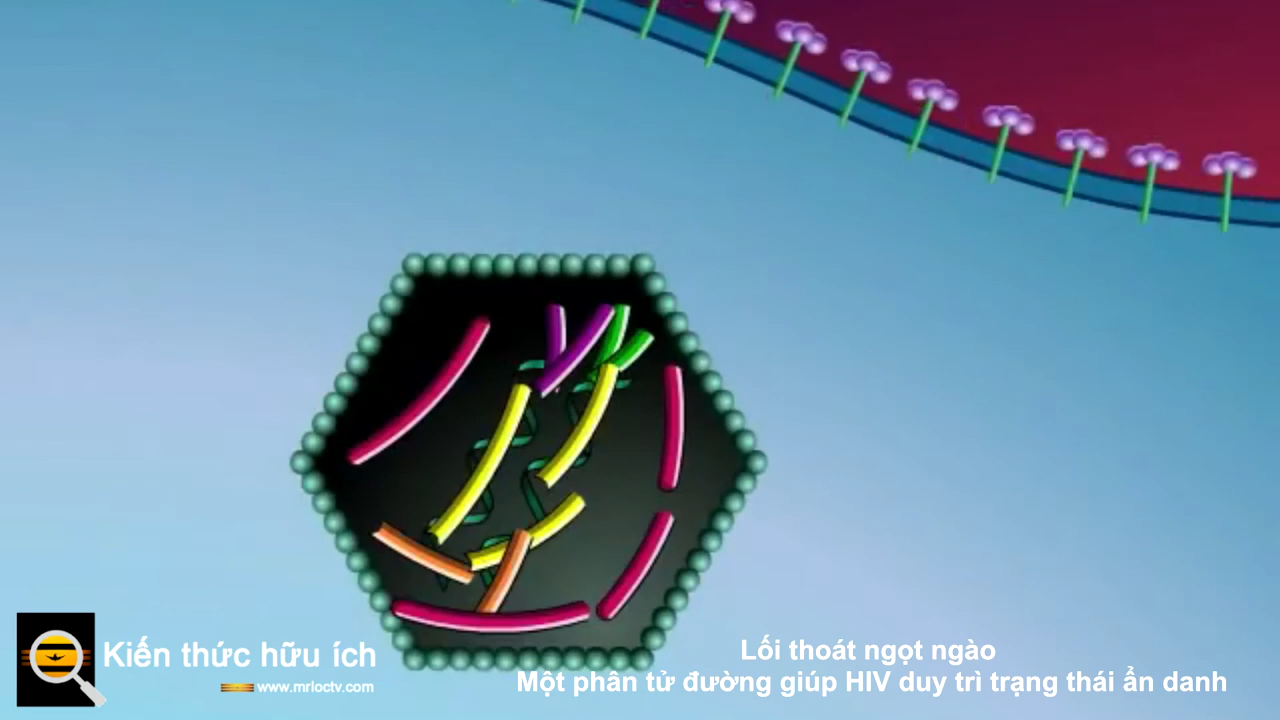 Kiến thức hữu ích
www.mrloctv.com
Lối thoát ngọt ngào
Một phân tử đường giúp HIV duy trì trạng thái ẩn danh